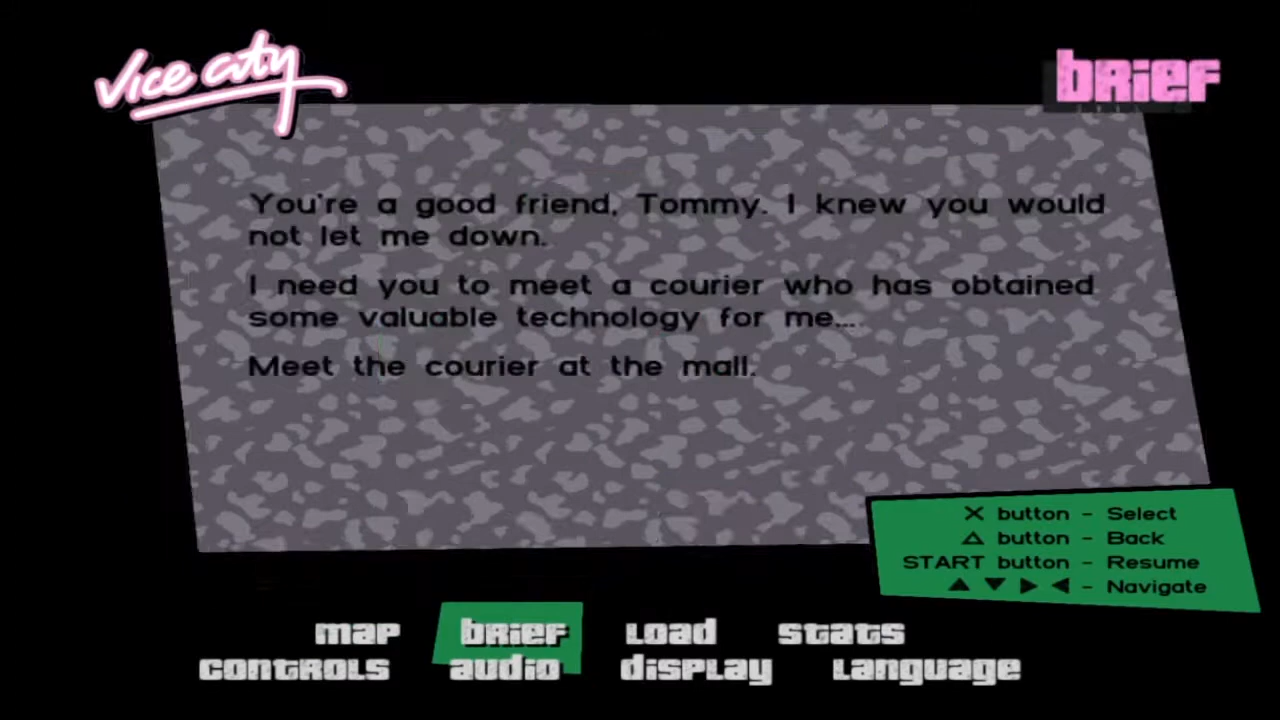 vice city
BRIEF
You're a good friend, Tommy. I knew you would
not let me down.
I need you to meet a courier who has obtained
some valuable technology for me...
Meet the courier at the mall.
X button - Select
△ button - Back
START button - Resume
▲ ▼ ▶ ◀ - Navigate
MAP BRIEF LOAD STATS
CONTROLS AUDIO DISPLAY LANGUAGE